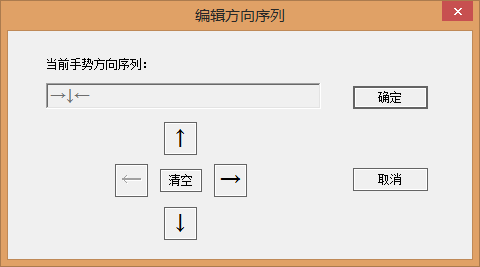 编辑方向序列
×
当前手势方向序列：
→↓←
确定
↑
← 清空 →
取消
↓